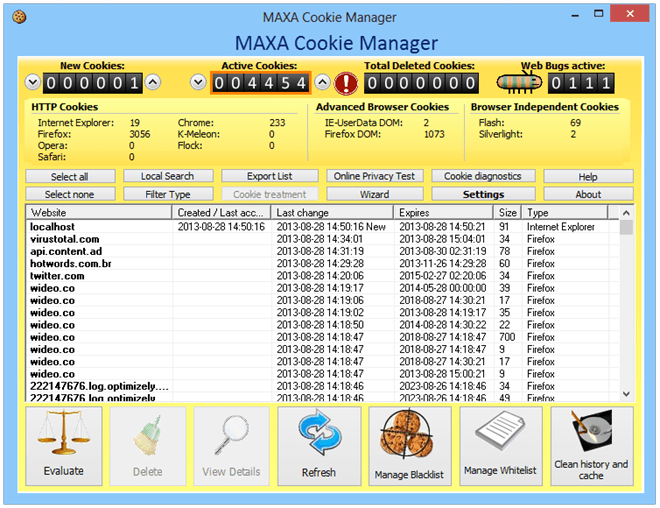 MAXA Cookie Manager
MAXA Cookie Manager
New Cookies: Active Cookies: Total Deleted Cookies: Web Bugs active:
000001 004454 0000000 0111
HTTP Cookies Advanced Browser Cookies Browser Independent Cookies
Internet Explorer: 19 Chrome: 233 IE-UserData DOM: 2 Flash: 69
Firefox: 3056 K-Meleon: 0 Firefox DOM: 1073 Silverlight: 2
Opera: 0 Flock: 0
Safari: 0
Select all Local Search Export List Online Privacy Test Cookie diagnostics Help
Select none Filter Type Cookie treatment Wizard Settings About
Website Created / Last acc... Last change Expires Size Type
localhost 2013-08-28 14:50:16 2013-08-28 14:50:16 New 2013-08-28 14:50:21 91 Internet Explorer
virustotal.com 2013-08-28 14:34:01 2013-08-28 15:04:01 34 Firefox
api.content.ad 2013-08-28 14:31:19 2013-08-30 02:31:19 78 Firefox
hotwords.com.br 2013-08-28 14:29:28 2013-11-26 14:29:28 60 Firefox
twitter.com 2013-08-28 14:20:06 2015-02-27 02:20:06 34 Firefox
wideo.co 2013-08-28 14:19:17 2014-05-28 00:00:00 39 Firefox
wideo.co 2013-08-28 14:19:06 2018-08-27 14:30:21 17 Firefox
wideo.co 2013-08-28 14:19:02 2013-08-28 14:19:17 35 Firefox
wideo.co 2013-08-28 14:18:50 2014-08-28 14:30:22 22 Firefox
wideo.co 2013-08-28 14:18:47 2018-08-27 14:18:47 700 Firefox
wideo.co 2013-08-28 14:18:47 2018-08-27 14:18:47 9 Firefox
wideo.co 2013-08-28 14:18:47 2018-08-27 14:30:21 17 Firefox
wideo.co 2013-08-28 14:18:47 2013-08-28 15:00:21 9 Firefox
222147676.log.optimizely.... 2013-08-28 14:18:46 2023-08-26 14:18:46 34 Firefox
222147676.log.optimizely.... 2013-08-28 14:18:46 2023-08-26 14:18:46 49 Firefox
Evaluate Delete View Details Refresh Manage Blacklist Manage Whitelist Clean history and
cache